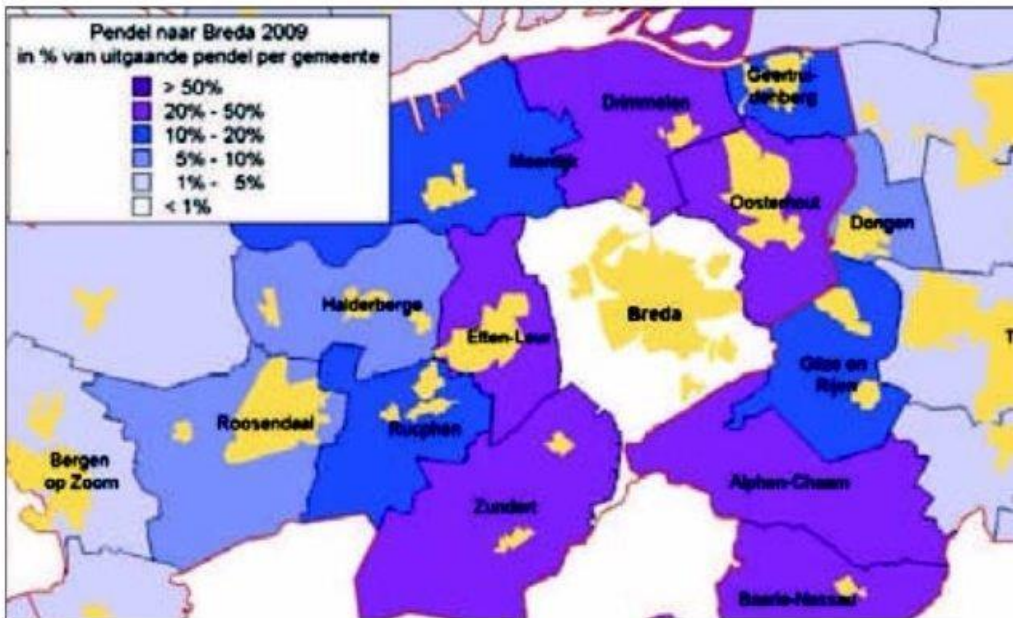 Pendel naar Breda 2009
in % van uitgaande pendel per gemeente
> 50%
20% - 50%
10% - 20%
5% - 10%
1% - 5%
< 1%
Geertrui-
denberg
Drimmelen
Moerdijk
Oosterhout
Dongen
Halderberge
Breda
Etten-Leur
T
Gilze en
Rijen
Roosendaal
Rucphen
Bergen
op Zoom
Alphen-Chaam
Zundert
Baarle-Nassau